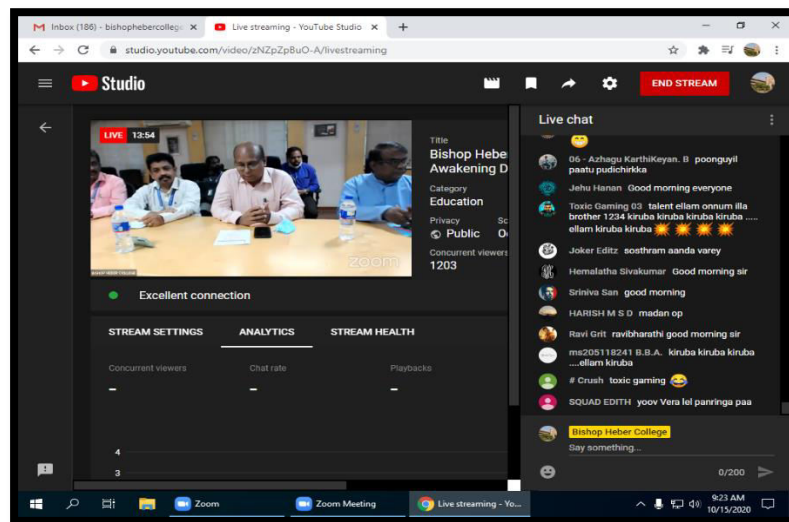 Inbox (186) - bishophebercolleg
Live streaming - YouTube Studio
studio.youtube.com/video/zNZpZpBuO-A/livestreaming
Studio
END STREAM
LIVE 13:54
zoom
Title
Bishop Hebe
Awakening D
Category
Education
Privacy Sc
Public
Concurrent viewers
1203
Excellent connection
STREAM SETTINGS ANALYTICS STREAM HEALTH
Concurrent viewers Chat rate Playbacks
– – –
4
3
Live chat
06 - Azhagu KarthiKeyan. B poonguyil
paatu pudichirkka
Jehu Hanan Good morning everyone
Toxic Gaming 03 talent ellam onnum illa
brother 1234 kiruba kiruba kiruba kiruba .....
ellam kiruba kiruba
Joker Editz sosthram aanda varey
Hemalatha Sivakumar Good morning sir
Sriniva San good morning
HARISH M S D madan op
Ravi Grit ravibharathi good morning sir
ms205118241 B.B.A. kiruba kiruba kiruba
....ellam kiruba
# Crush toxic gaming 😂
SQUAD EDITH yoov Vera lel panringa paa
Bishop Heber College
Say something...
0/200
Zoom
Zoom Meeting
Live streaming - Yo...
9:23 AM
10/15/2020